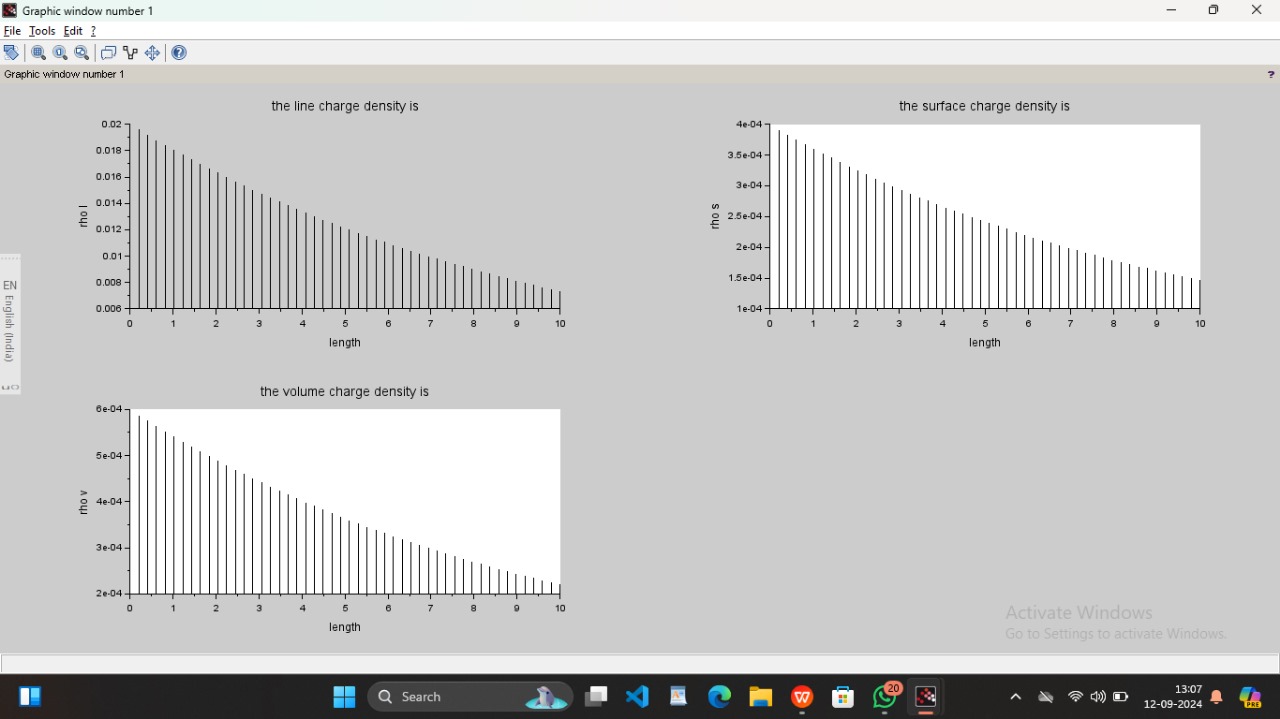 Graphic window number 1
File Tools Edit ?
Graphic window number 1 ?
the line charge density is
0.02
0.018
0.016
0.014
0.012
0.01
0.008
0.006
rho l
0 1 2 3 4 5 6 7 8 9 10
length
the surface charge density is
4e-04
3.5e-04
3e-04
2.5e-04
2e-04
1.5e-04
1e-04
rho s
0 1 2 3 4 5 6 7 8 9 10
length
EN English (India)
the volume charge density is
6e-04
5e-04
4e-04
3e-04
2e-04
rho v
0 1 2 3 4 5 6 7 8 9 10
length
Activate Windows
Go to Settings to activate Windows.
Search
20
13:07
12-09-2024
PRE